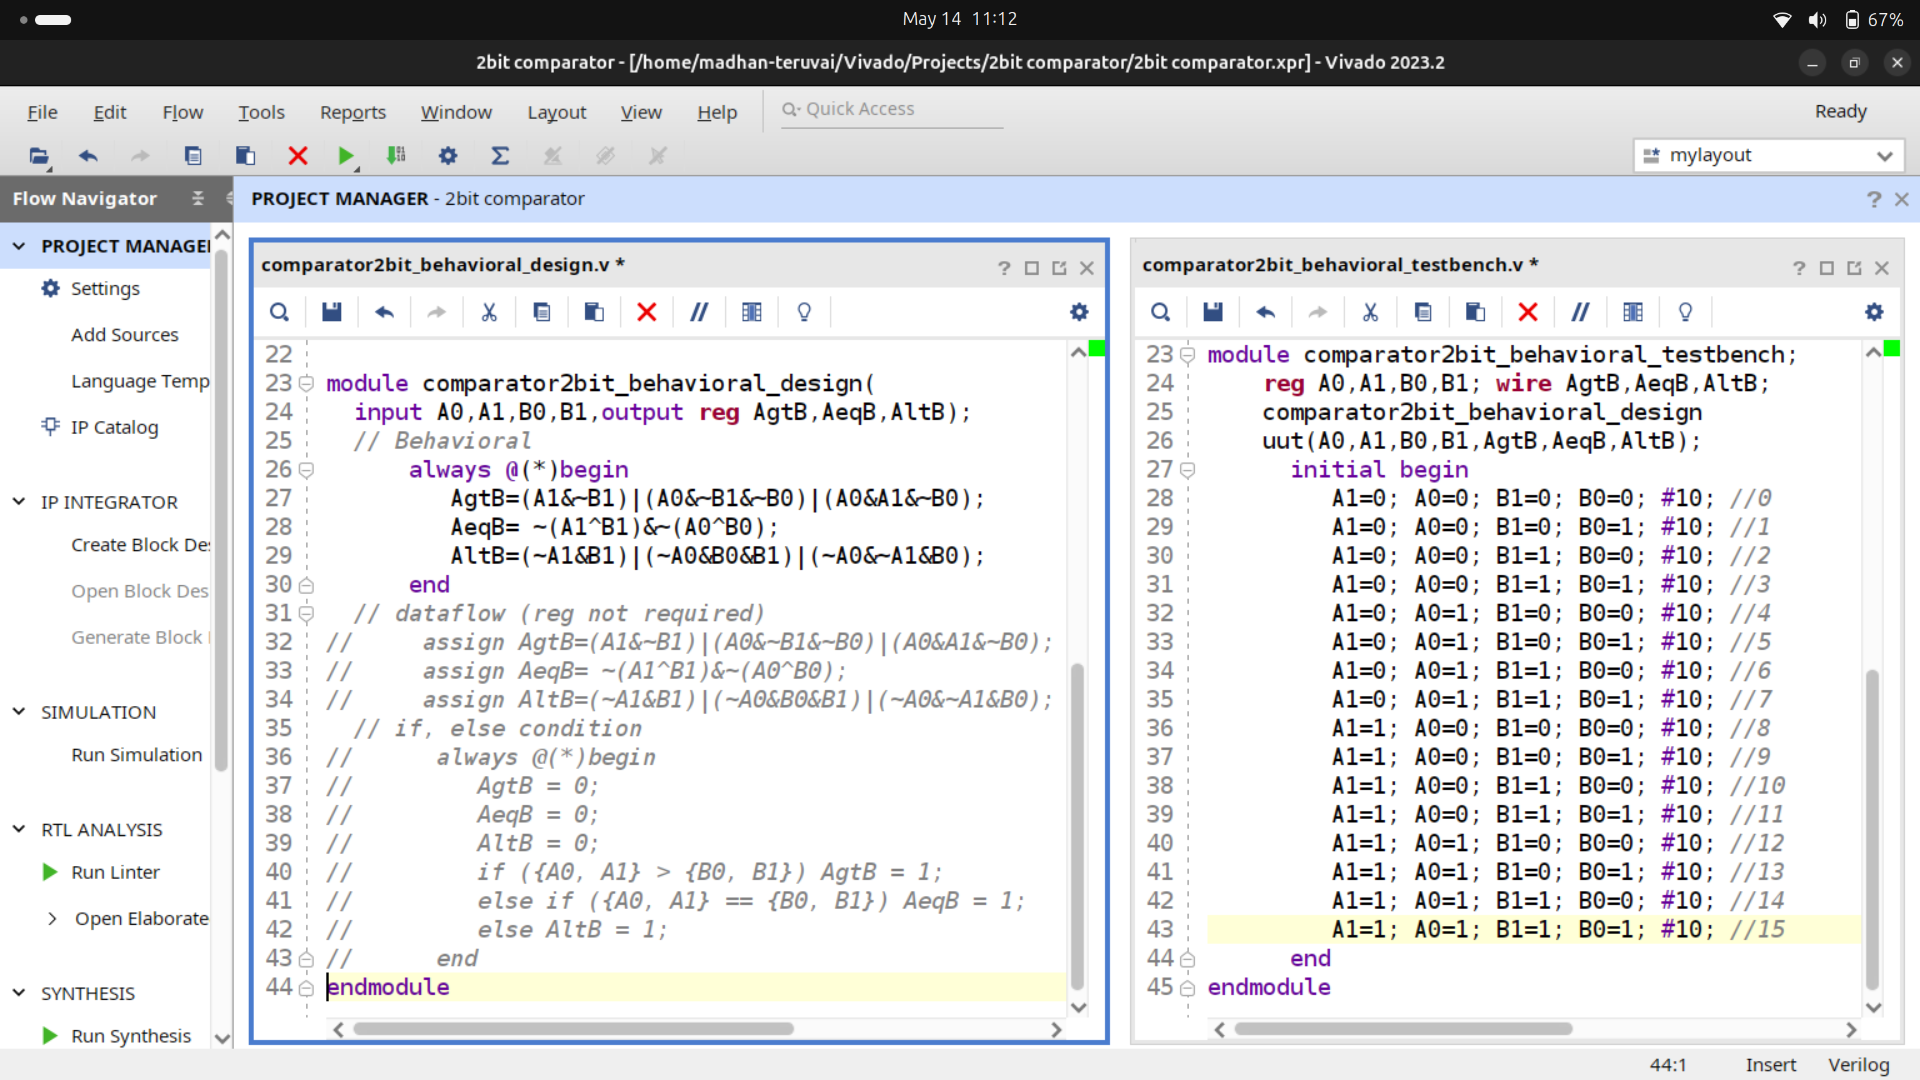 May 14 11:12
67%
2bit comparator - [/home/madhan-teruvai/Vivado/Projects/2bit comparator/2bit comparator.xpr] - Vivado 2023.2
File Edit Flow Tools Reports Window Layout View Help Quick Access Ready
mylayout
Flow Navigator
PROJECT MANAGER - 2bit comparator
PROJECT MANAGER
Settings
Add Sources
Language Temp
IP Catalog
IP INTEGRATOR
Create Block Des
Open Block Des
Generate Block
SIMULATION
Run Simulation
RTL ANALYSIS
Run Linter
Open Elaborate
SYNTHESIS
Run Synthesis
comparator2bit_behavioral_design.v *
22
23 module comparator2bit_behavioral_design(
24 input A0,A1,B0,B1,output reg AgtB,AeqB,AltB);
25 // Behavioral
26 always @(*)begin
27 AgtB=(A1&~B1)|(A0&~B1&~B0)|(A0&A1&~B0);
28 AeqB= ~(A1^B1)&~(A0^B0);
29 AltB=(~A1&B1)|(~A0&B0&B1)|(~A0&~A1&B0);
30 end
31 // dataflow (reg not required)
32 // assign AgtB=(A1&~B1)|(A0&~B1&~B0)|(A0&A1&~B0);
33 // assign AeqB= ~(A1^B1)&~(A0^B0);
34 // assign AltB=(~A1&B1)|(~A0&B0&B1)|(~A0&~A1&B0);
35 // if, else condition
36 // always @(*)begin
37 // AgtB = 0;
38 // AeqB = 0;
39 // AltB = 0;
40 // if ({A0, A1} > {B0, B1}) AgtB = 1;
41 // else if ({A0, A1} == {B0, B1}) AeqB = 1;
42 // else AltB = 1;
43 // end
44 endmodule
comparator2bit_behavioral_testbench.v *
23 module comparator2bit_behavioral_testbench;
24 reg A0,A1,B0,B1; wire AgtB,AeqB,AltB;
25 comparator2bit_behavioral_design
26 uut(A0,A1,B0,B1,AgtB,AeqB,AltB);
27 initial begin
28 A1=0; A0=0; B1=0; B0=0; #10; //0
29 A1=0; A0=0; B1=0; B0=1; #10; //1
30 A1=0; A0=0; B1=1; B0=0; #10; //2
31 A1=0; A0=0; B1=1; B0=1; #10; //3
32 A1=0; A0=1; B1=0; B0=0; #10; //4
33 A1=0; A0=1; B1=0; B0=1; #10; //5
34 A1=0; A0=1; B1=1; B0=0; #10; //6
35 A1=0; A0=1; B1=1; B0=1; #10; //7
36 A1=1; A0=0; B1=0; B0=0; #10; //8
37 A1=1; A0=0; B1=0; B0=1; #10; //9
38 A1=1; A0=0; B1=1; B0=0; #10; //10
39 A1=1; A0=0; B1=1; B0=1; #10; //11
40 A1=1; A0=1; B1=0; B0=0; #10; //12
41 A1=1; A0=1; B1=0; B0=1; #10; //13
42 A1=1; A0=1; B1=1; B0=0; #10; //14
43 A1=1; A0=1; B1=1; B0=1; #10; //15
44 end
45 endmodule
44:1 Insert Verilog